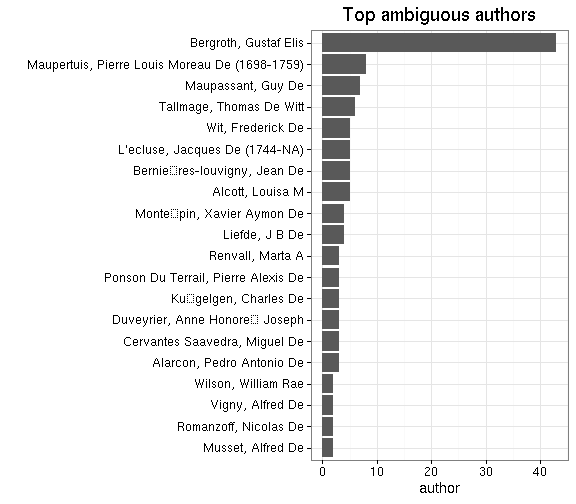 Top ambiguous authors
Bergroth, Gustaf Elis
Maupertuis, Pierre Louis Moreau De (1698-1759)
Maupassant, Guy De
Tallmage, Thomas De Witt
Wit, Frederick De
L'ecluse, Jacques De (1744-NA)
Bernie□res-louvigny, Jean De
Alcott, Louisa M
Monte□pin, Xavier Aymon De
Liefde, J B De
Renvall, Marta A
Ponson Du Terrail, Pierre Alexis De
Ku□gelgen, Charles De
Duveyrier, Anne Honore□ Joseph
Cervantes Saavedra, Miguel De
Alarcon, Pedro Antonio De
Wilson, William Rae
Vigny, Alfred De
Romanzoff, Nicolas De
Musset, Alfred De
0 10 20 30 40
author